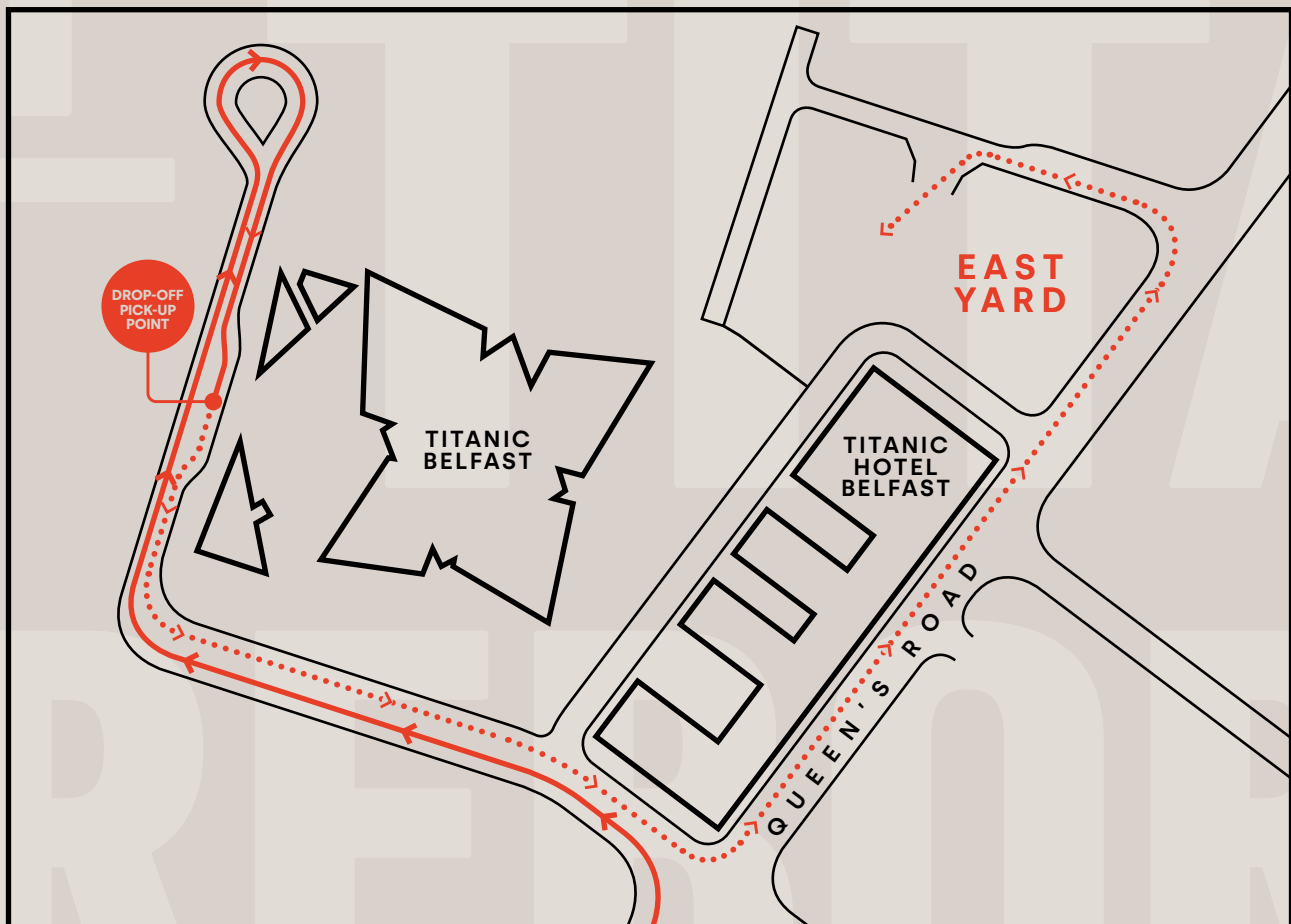 DROP-OFF
PICK-UP
POINT
EAST
YARD
TITANIC
BELFAST
TITANIC
HOTEL
BELFAST
QUEEN'S ROAD